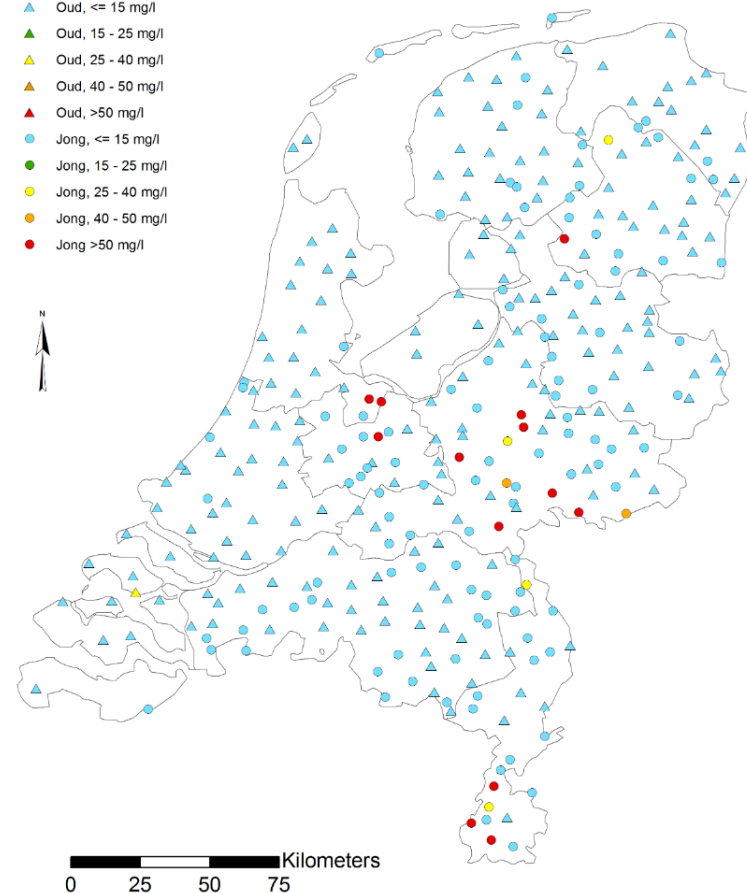 Oud, <= 15 mg/l
Oud, 15 - 25 mg/l
Oud, 25 - 40 mg/l
Oud, 40 - 50 mg/l
Oud, >50 mg/l
Jong, <= 15 mg/l
Jong, 15 - 25 mg/l
Jong, 25 - 40 mg/l
Jong, 40 - 50 mg/l
Jong >50 mg/l
N
Kilometers
0 25 50 75